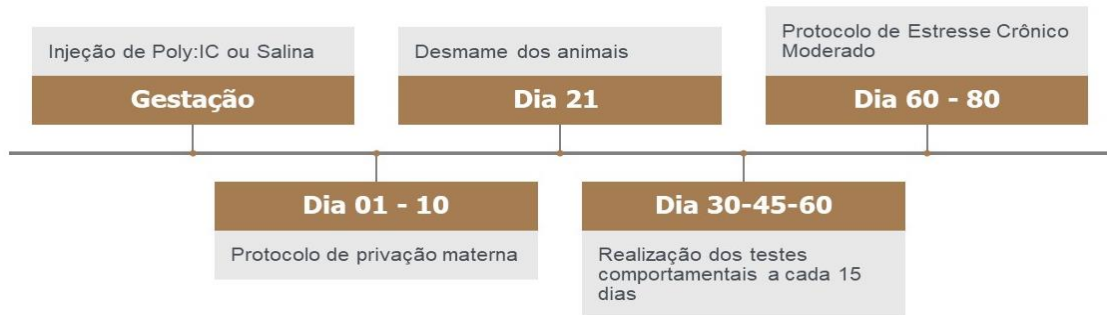 Injeção de Poly:IC ou Salina
Gestação
Dia 01 - 10
Protocolo de privação materna
Desmame dos animais
Dia 21
Dia 30-45-60
Realização dos testes
comportamentais a cada 15
dias
Protocolo de Estresse Crônico
Moderado
Dia 60 - 80